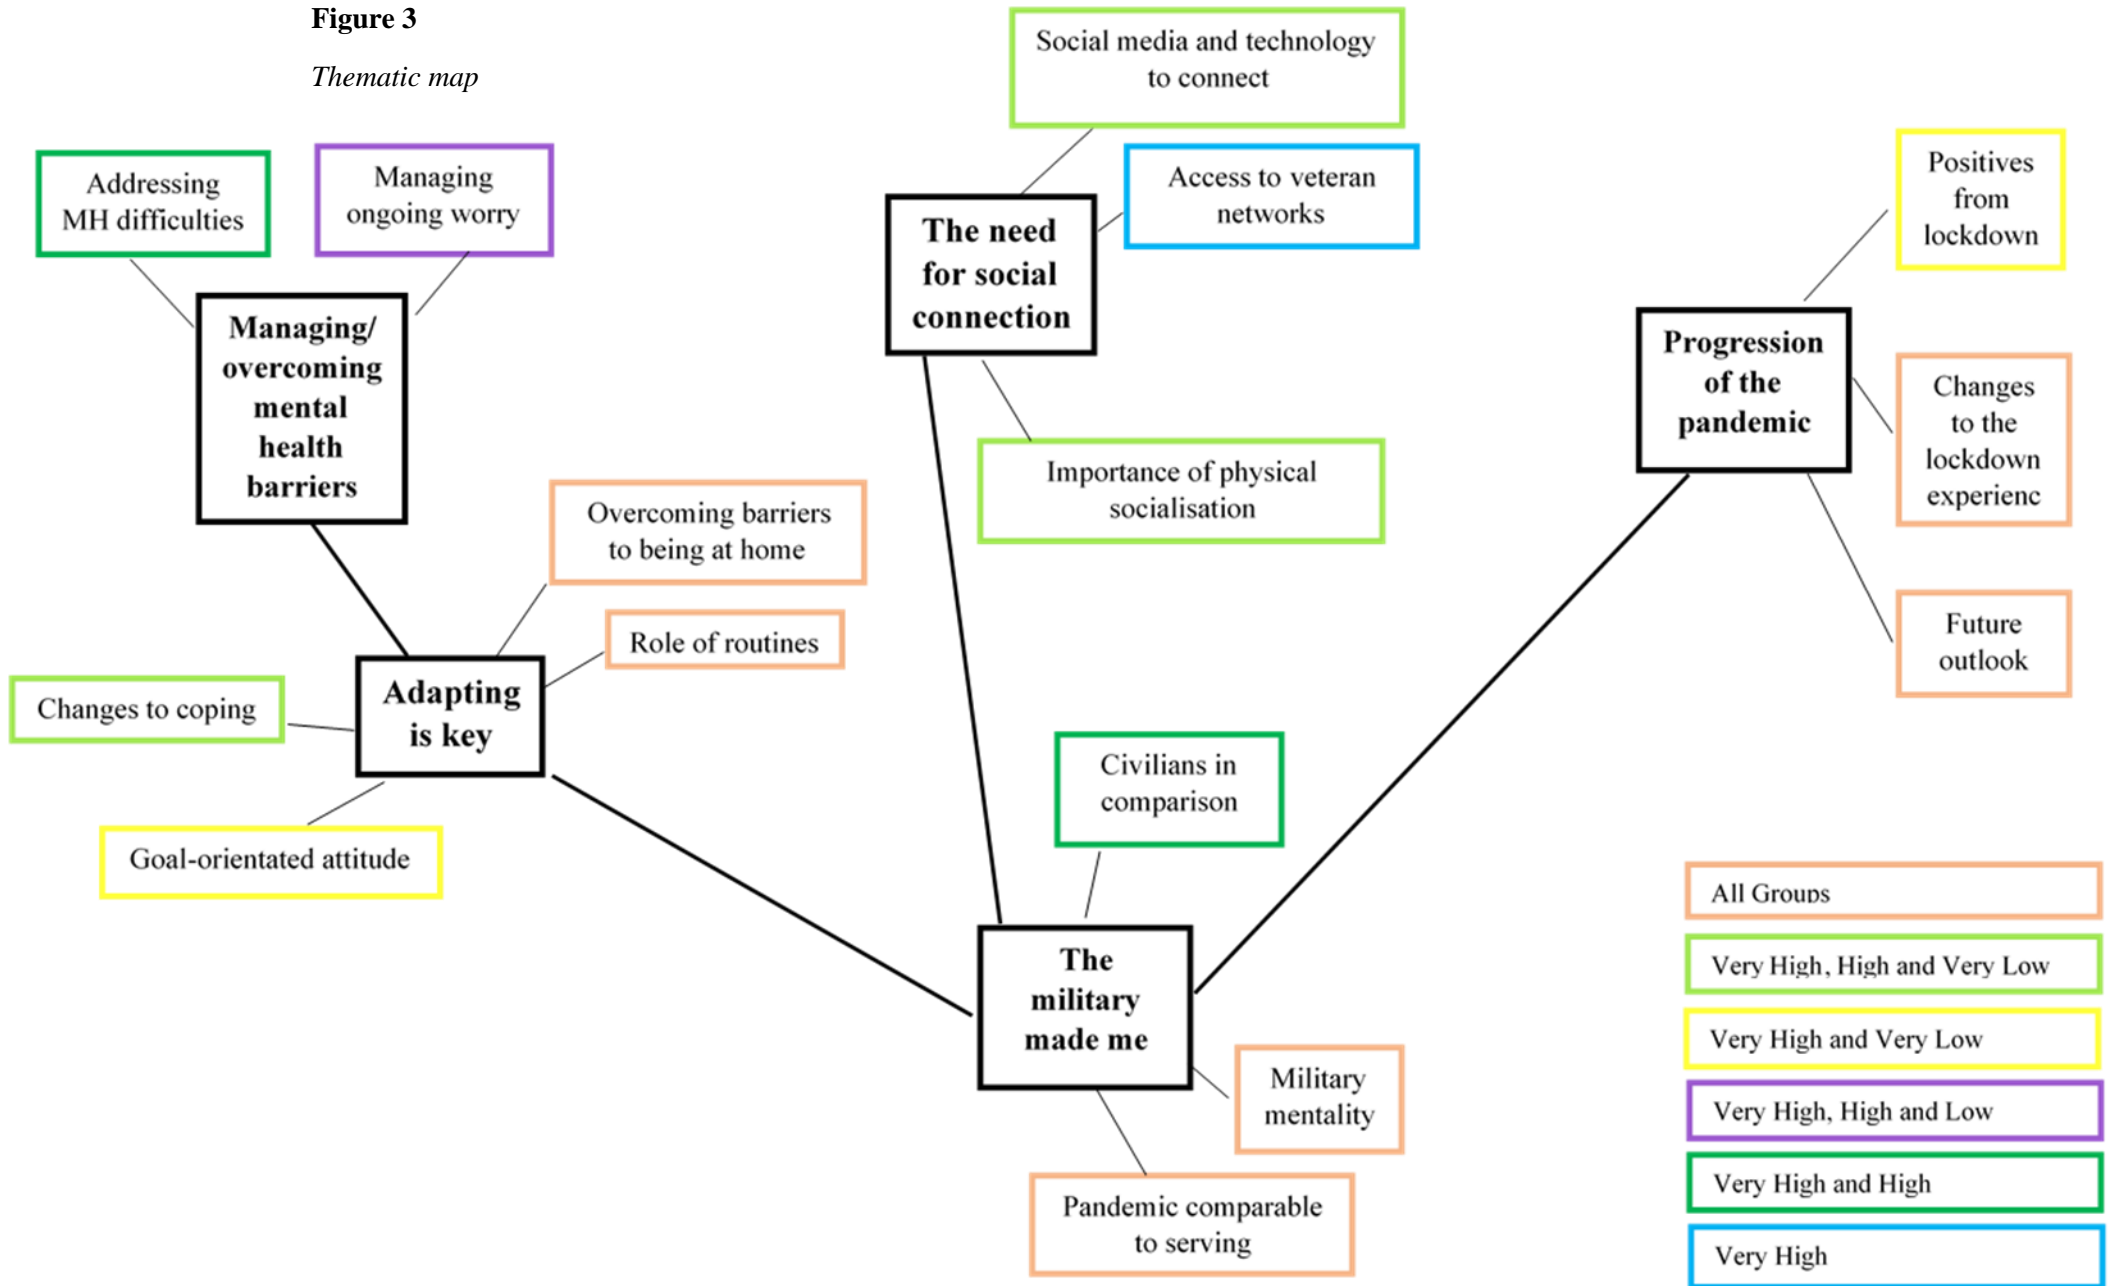 Figure 3
Thematic map
Social media and technology
to connect
Addressing
MH difficulties
Managing
ongoing worry
Access to veteran
networks
Positives
from
lockdown
The need
for social
connection
Managing/
overcoming
mental
health
barriers
Progression
of the
pandemic
Changes
to the
lockdown
experienc
Importance of physical
socialisation
Overcoming barriers
to being at home
Role of routines
Future
outlook
Adapting
is key
Changes to coping
Goal-orientated attitude
Civilians in
comparison
The
military
made me
Military
mentality
Pandemic comparable
to serving
All Groups
Very High, High and Very Low
Very High and Very Low
Very High, High and Low
Very High and High
Very High